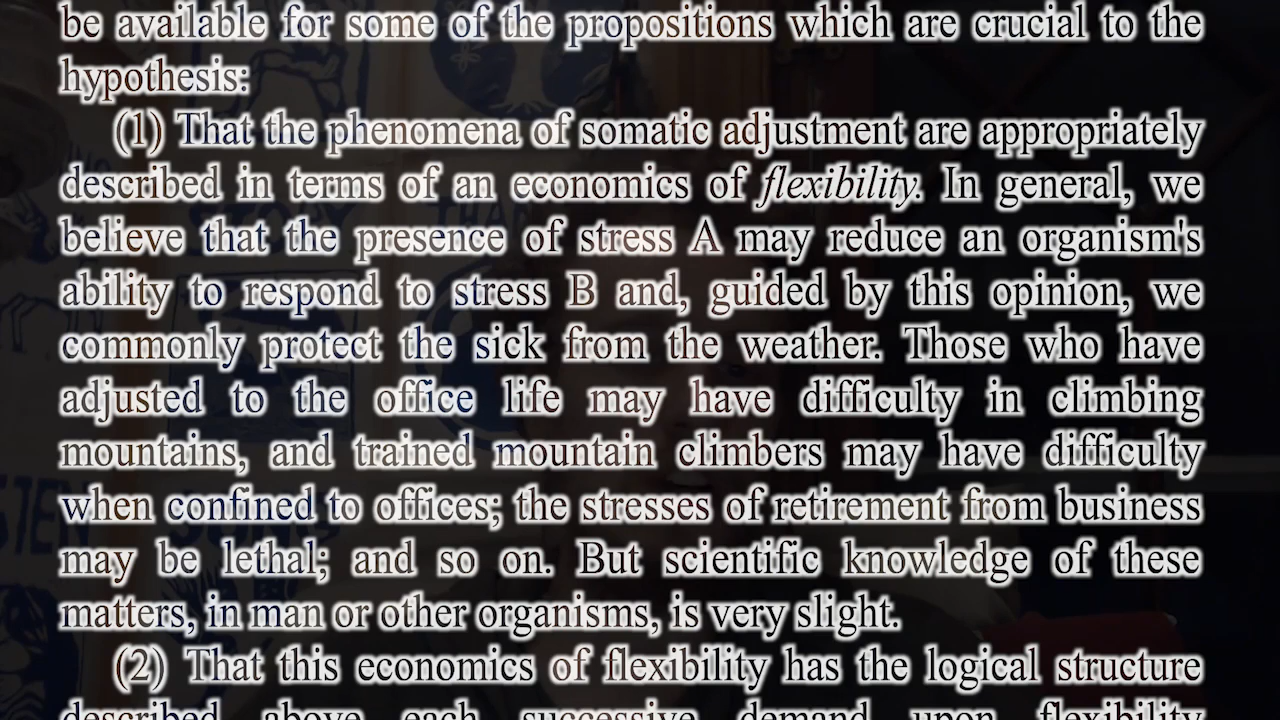 be available for some of the propositions which are crucial to the
hypothesis:
(1) That the phenomena of somatic adjustment are appropriately
described in terms of an economics of flexibility. In general, we
believe that the presence of stress A may reduce an organism's
ability to respond to stress B and, guided by this opinion, we
commonly protect the sick from the weather. Those who have
adjusted to the office life may have difficulty in climbing
mountains, and trained mountain climbers may have difficulty
when confined to offices; the stresses of retirement from business
may be lethal; and so on. But scientific knowledge of these
matters, in man or other organisms, is very slight.
(2) That this economics of flexibility has the logical structure
described above each successive demand upon flexibility